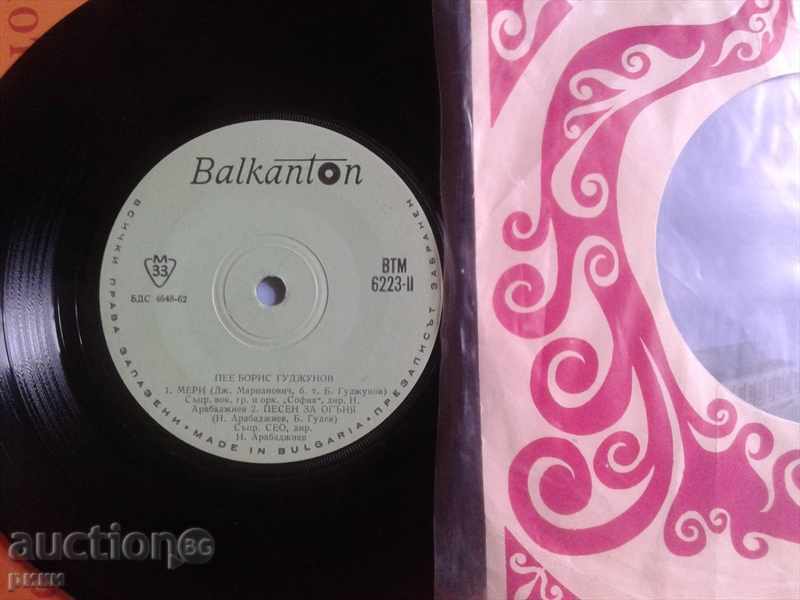 Balkanton
ВСИЧКИ ПРАВА ЗАПАЗЕНИ • MADE IN BULGARIA • ПРЕЗАПИСЪТ ЗАБРАНЕН
М
33
БДС 4648-62
ВТМ
6223-II
ПЕЕ БОРИС ГУДЖУНОВ
1. МЕРИ (Дж. Марианович, б. т. Б. Гуджунов)
Съпр. вок. гр. и орк. „София“, дир. Н.
Арабаджиев 2. ПЕСЕН ЗА ОГЪНЯ
(Н. Арабаджиев, Б. Гудев)
Съпр. СЕО, дир.
Н. Арабаджиев
auction BG